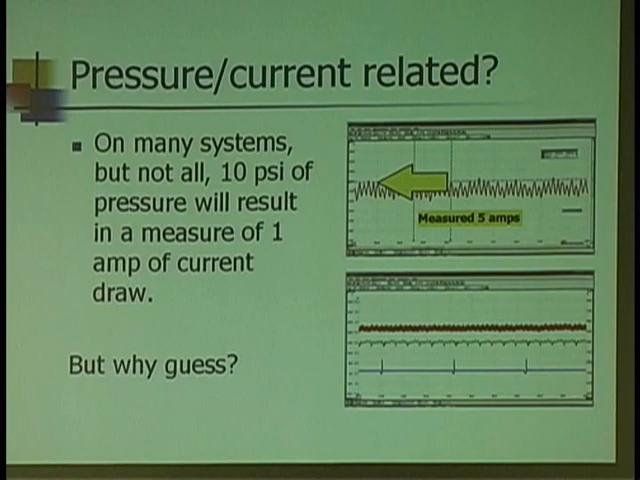 Pressure/current related?
On many systems,
but not all, 10 psi of
pressure will result
in a measure of 1
amp of current
draw.
Measured 5 amps
But why guess?